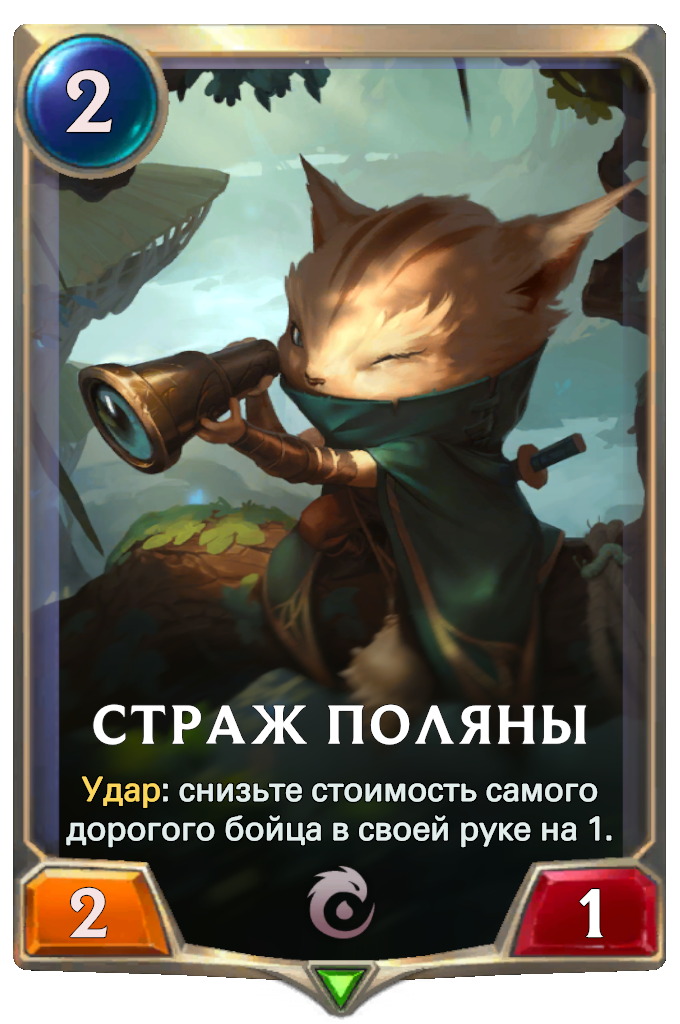 2
СТРАЖ ПОЛЯНЫ
Удар: снизьте стоимость самого
дорогого бойца в своей руке на 1.
2
1